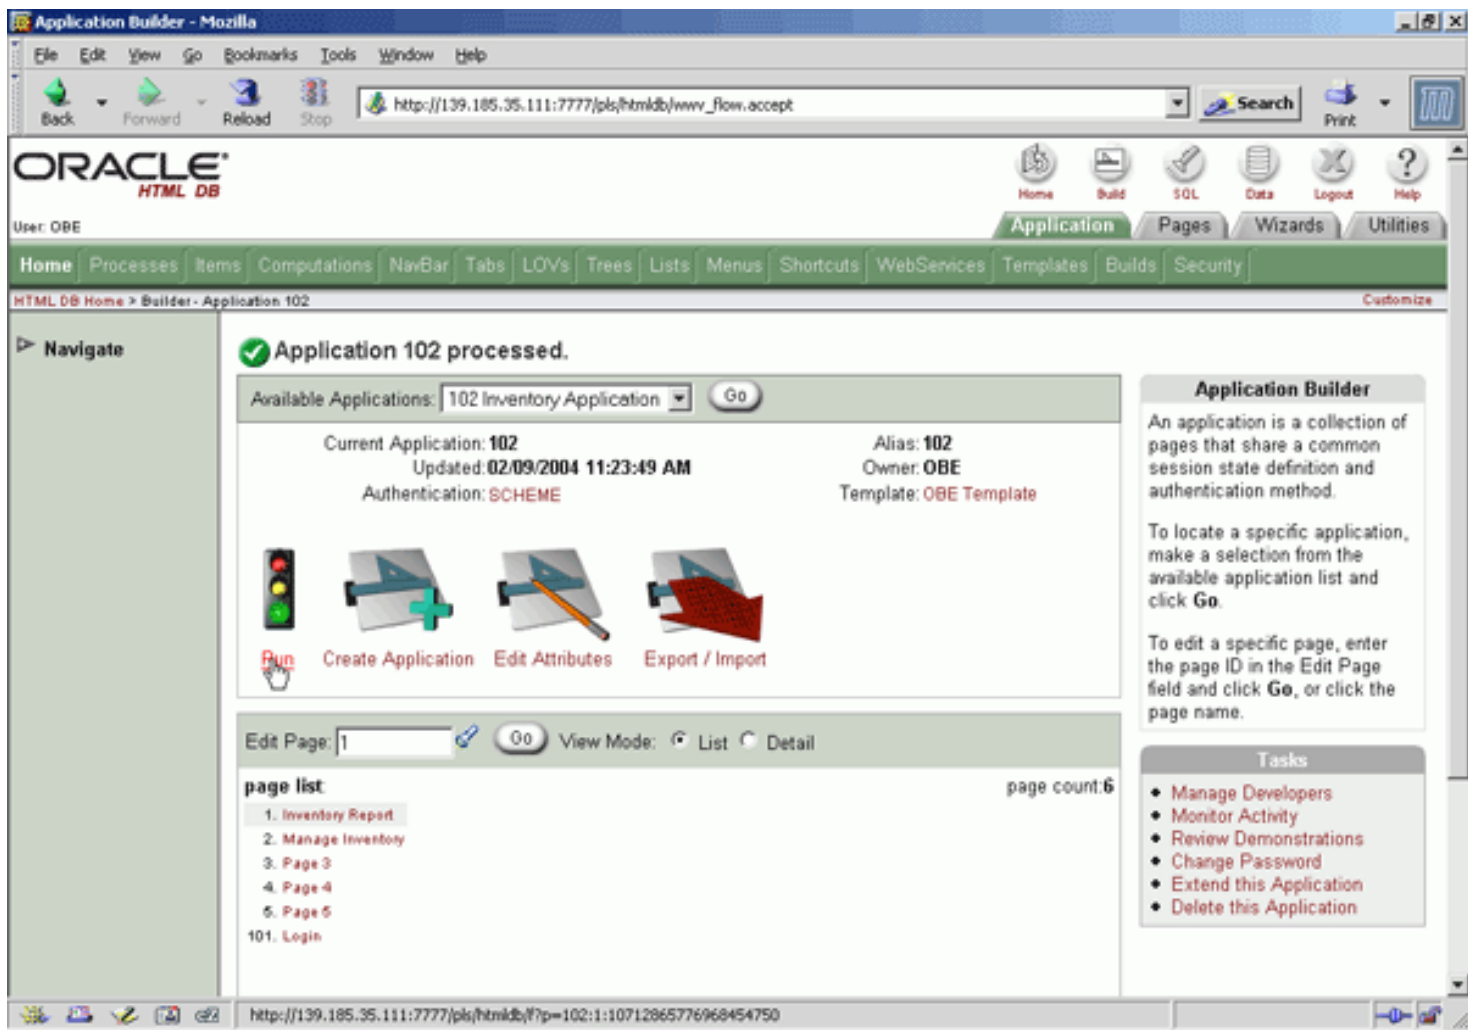 Application Builder - Mozilla
File Edit View Go Bookmarks Tools Window Help
Back Forward Reload Stop http://139.185.35.111:7777/pls/htmldb/wwv_flow.accept Search Print
ORACLE
HTML DB
Home Build SQL Data Logout Help
User: OBE
Application Pages Wizards Utilities
Home Processes Items Computations NavBar Tabs LOVs Trees Lists Menus Shortcuts WebServices Templates Builds Security
HTML DB Home > Builder - Application 102 Customize
Navigate
Application 102 processed.
Available Applications: 102 Inventory Application Go
Current Application: 102 Alias: 102
Updated: 02/09/2004 11:23:49 AM Owner: OBE
Authentication: SCHEME Template: OBE Template
Run Create Application Edit Attributes Export / Import
Edit Page: 1 Go View Mode: List Detail
page list: page count:6
1. Inventory Report
2. Manage Inventory
3. Page 3
4. Page 4
5. Page 5
101. Login
Application Builder
An application is a collection of
pages that share a common
session state definition and
authentication method.
To locate a specific application,
make a selection from the
available application list and
click Go.
To edit a specific page, enter
the page ID in the Edit Page
field and click Go, or click the
page name.
Tasks
Manage Developers
Monitor Activity
Review Demonstrations
Change Password
Extend this Application
Delete this Application
http://139.185.35.111:7777/pls/htmldb/f?p=102:1:10712865776968454750